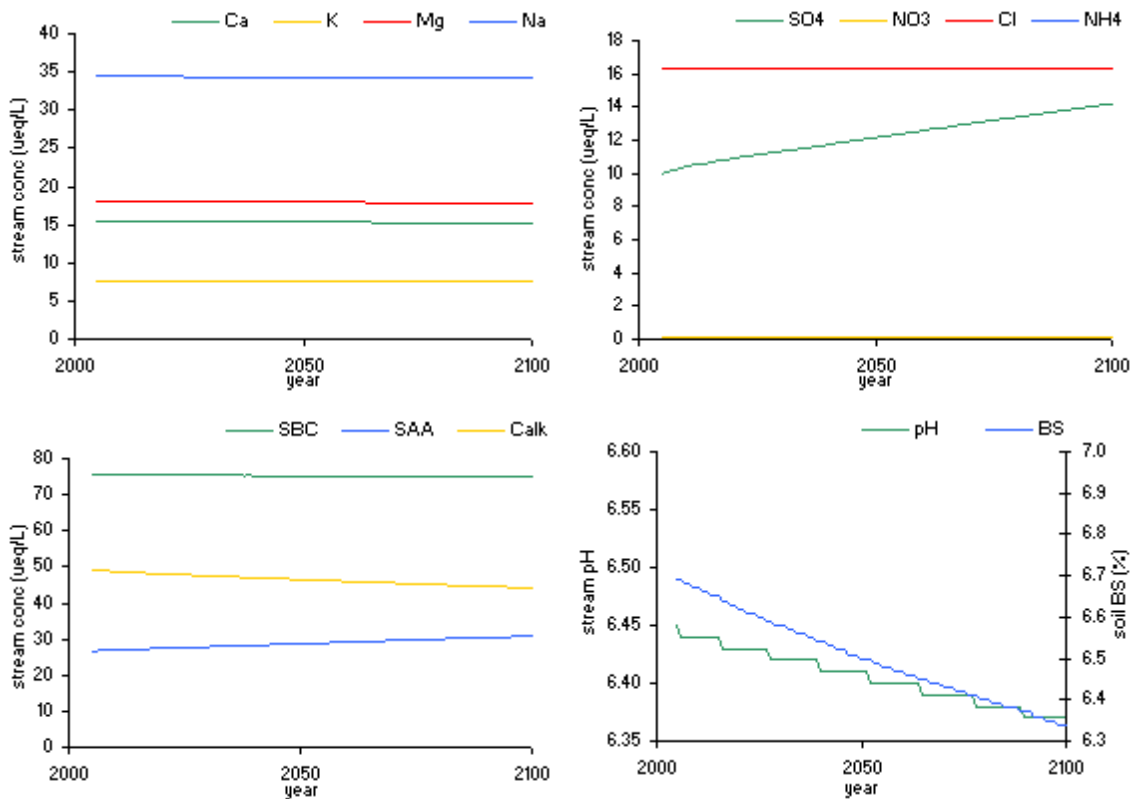 Ca K Mg Na
40
35
30
25
20
15
10
5
0
stream conc (ueq/L)
2000 2050 2100
year
SO4 NO3 Cl NH4
18
16
14
12
10
8
6
4
2
0
stream conc (ueq/L)
2000 2050 2100
year
SBC SAA Calk
80
70
60
50
40
30
20
10
0
stream conc (ueq/L)
2000 2050 2100
year
pH BS
6.60
6.55
6.50
6.45
6.40
6.35
stream pH
7.0
6.9
6.8
6.7
6.6
6.5
6.4
6.3
soil BS (%)
2000 2050 2100
year